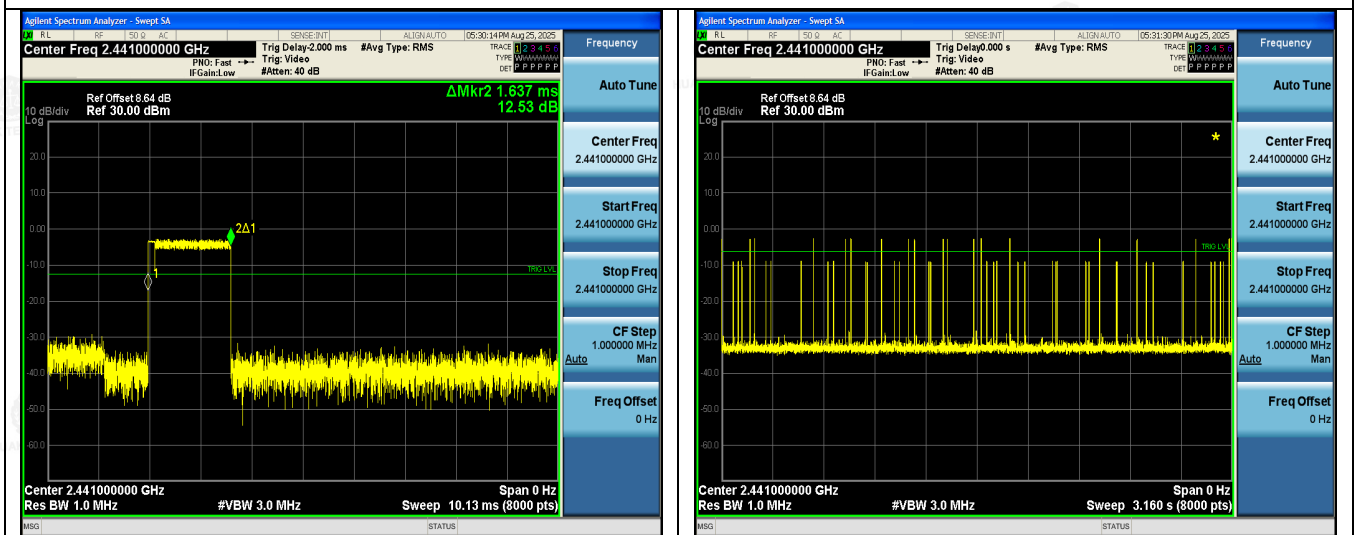 Agilent Spectrum Analyzer - Swept SA
LXI RL RF 50 Ω AC SENSE:INT ALIGN AUTO 05:30:14 PM Aug 25, 2025
Center Freq 2.441000000 GHz
PNO: Fast
IFGain:Low
Trig Delay-2.000 ms
Trig: Video
#Atten: 40 dB
#Avg Type: RMS
TRACE 1 2 3 4 5 6
TYPE W
DET P P P P P P
ΔMkr2 1.637 ms
12.53 dB
Ref Offset 8.64 dB
10 dB/div Ref 30.00 dBm
Log
20.0
10.0
0.00
-10.0
-20.0
-30.0
-40.0
-50.0
-60.0
2Δ1
1
TRIG LVL
Center 2.441000000 GHz Span 0 Hz
Res BW 1.0 MHz #VBW 3.0 MHz Sweep 10.13 ms (8000 pts)
MSG STATUS
Frequency
Auto Tune
Center Freq
2.441000000 GHz
Start Freq
2.441000000 GHz
Stop Freq
2.441000000 GHz
CF Step
1.000000 MHz
Auto Man
Freq Offset
0 Hz
Agilent Spectrum Analyzer - Swept SA
LXI RL RF 50 Ω AC SENSE:INT ALIGN AUTO 05:31:30 PM Aug 25, 2025
Center Freq 2.441000000 GHz
PNO: Fast
IFGain:Low
Trig Delay0.000 s
Trig: Video
#Atten: 40 dB
#Avg Type: RMS
TRACE 1 2 3 4 5 6
TYPE W
DET P P P P P P
*
Ref Offset 8.64 dB
10 dB/div Ref 30.00 dBm
Log
20.0
10.0
0.00
-10.0
-20.0
-30.0
-40.0
-50.0
-60.0
TRIG LVL
Center 2.441000000 GHz Span 0 Hz
Res BW 1.0 MHz #VBW 3.0 MHz Sweep 3.160 s (8000 pts)
MSG STATUS
Frequency
Auto Tune
Center Freq
2.441000000 GHz
Start Freq
2.441000000 GHz
Stop Freq
2.441000000 GHz
CF Step
1.000000 MHz
Auto Man
Freq Offset
0 Hz